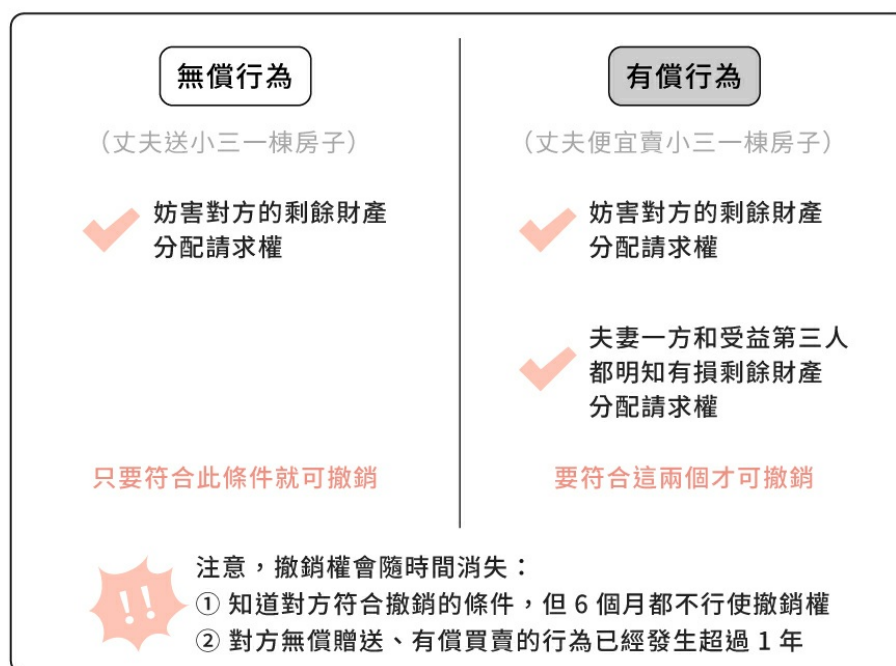 無償行為
（丈夫送小三一棟房子）
妨害對方的剩餘財產
分配請求權
只要符合此條件就可撤銷
有償行為
（丈夫便宜賣小三一棟房子）
妨害對方的剩餘財產
分配請求權
夫妻一方和受益第三人
都明知有損剩餘財產
分配請求權
要符合這兩個才可撤銷
!!
注意，撤銷權會隨時間消失：
① 知道對方符合撤銷的條件，但 6 個月都不行使撤銷權
② 對方無償贈送、有償買賣的行為已經發生超過 1 年